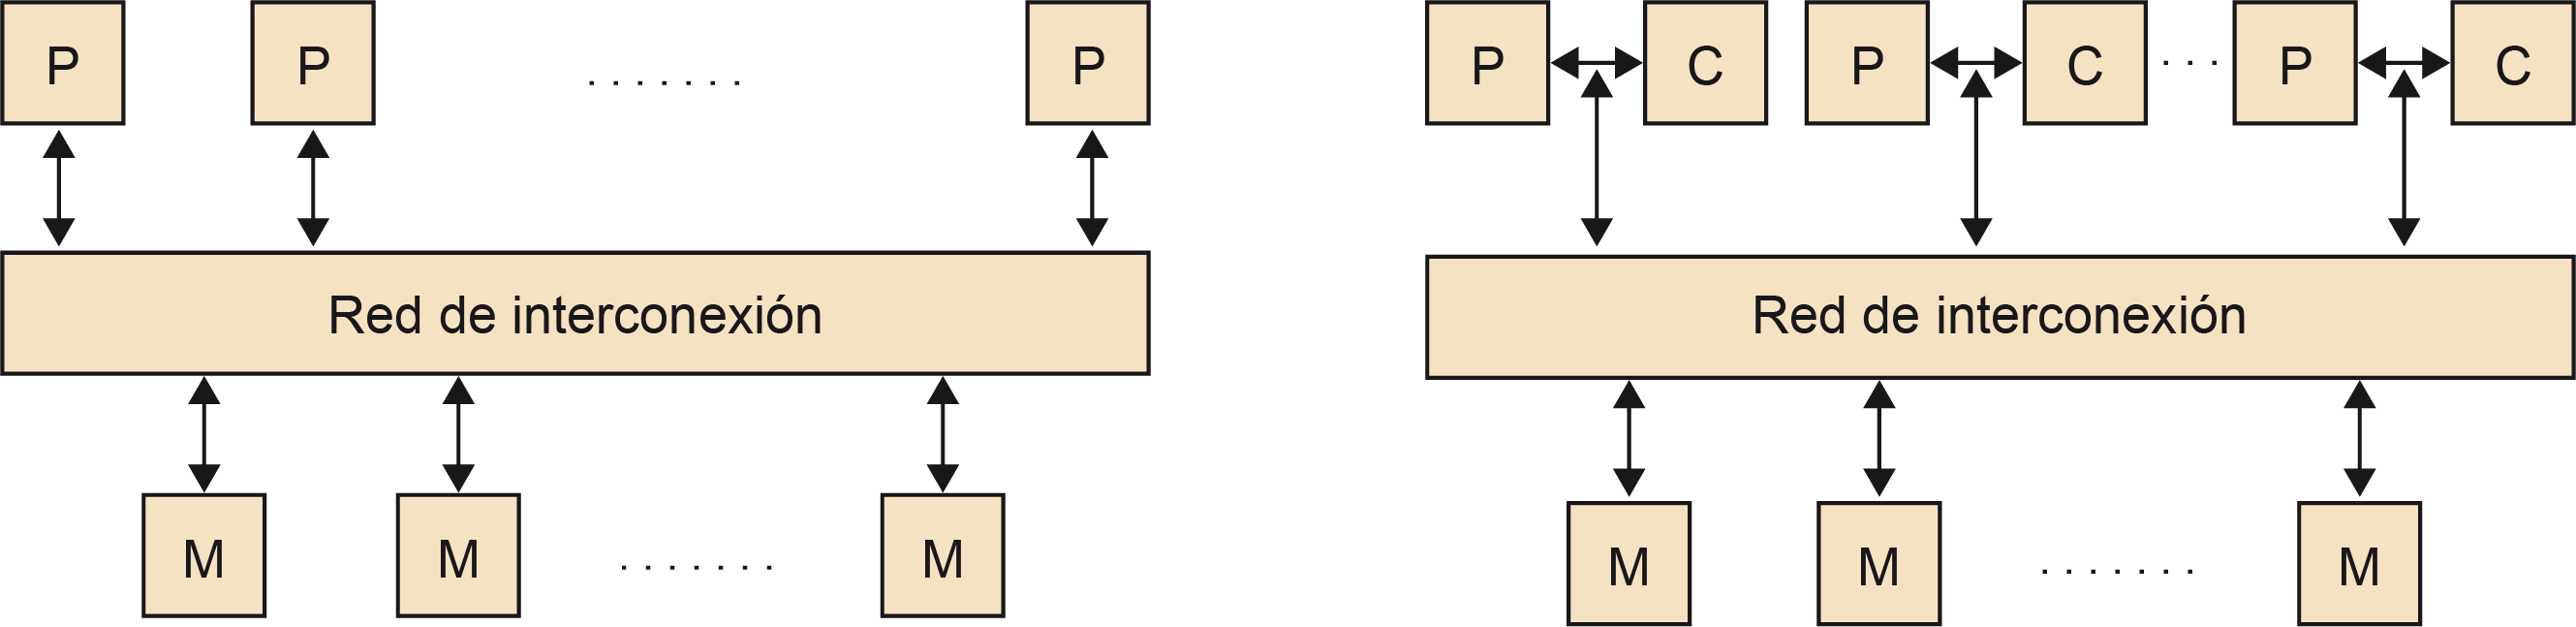 P P ....... P
Red de interconexión
M M ....... M
P C P C ... P C
Red de interconexión
M M ....... M